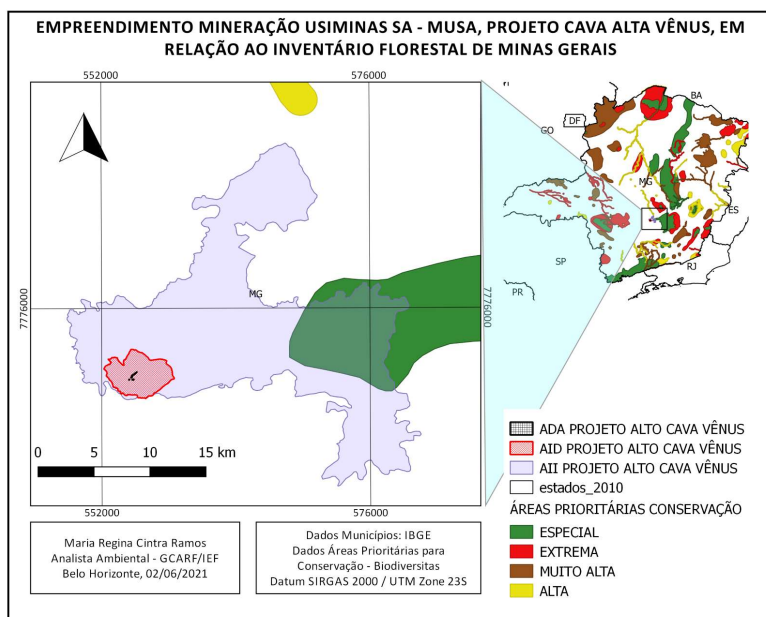 EMPREENDIMENTO MINERAÇÃO USIMINAS SA - MUSA, PROJETO CAVA ALTA VÊNUS, EM
RELAÇÃO AO INVENTÁRIO FLORESTAL DE MINAS GERAIS
552000
576000
BA
DF
GO
MG
ES
SP
RJ
PR
MG
7776000
7776000
0
5
10
15 km
552000
576000
ADA PROJETO ALTO CAVA VÊNUS
AID PROJETO ALTO CAVA VÊNUS
AII PROJETO ALTO CAVA VÊNUS
estados_2010
ÁREAS PRIORITÁRIAS CONSERVAÇÃO
ESPECIAL
EXTREMA
MUITO ALTA
ALTA
Maria Regina Cintra Ramos
Analista Ambiental - GCARF/IEF
Belo Horizonte, 02/06/2021
Dados Municípios: IBGE
Dados Áreas Prioritárias para
Conservação - Biodiversitas
Datum SIRGAS 2000 / UTM Zone 23S